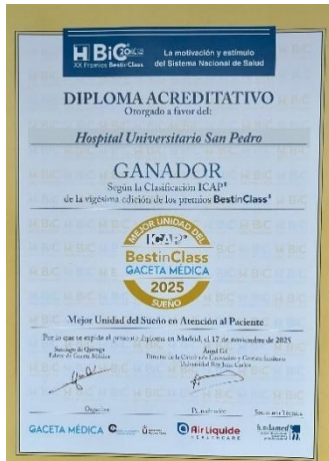 H BiC
XX Premios BestinClass
La motivación y estímulo
del Sistema Nacional de Salud
DIPLOMA ACREDITATIVO
Otorgado a favor del:
Hospital Universitario San Pedro
GANADOR
Según la Clasificación ICAP
de la vigésima edición de los premios BestinClass
MEJOR UNIDAD DEL
ICAP
BestinClass
GACETA MÉDICA
2025
SUEÑO
Mejor Unidad del Sueño en Atención al Paciente
Por lo que se expide el presente diploma en Madrid, el 17 de noviembre de 2025
Santiago de Quiroga
Ángel Gil
Universidad Rey Juan Carlos
GACETA MÉDICA
Air Liquide
HEALTHCARE